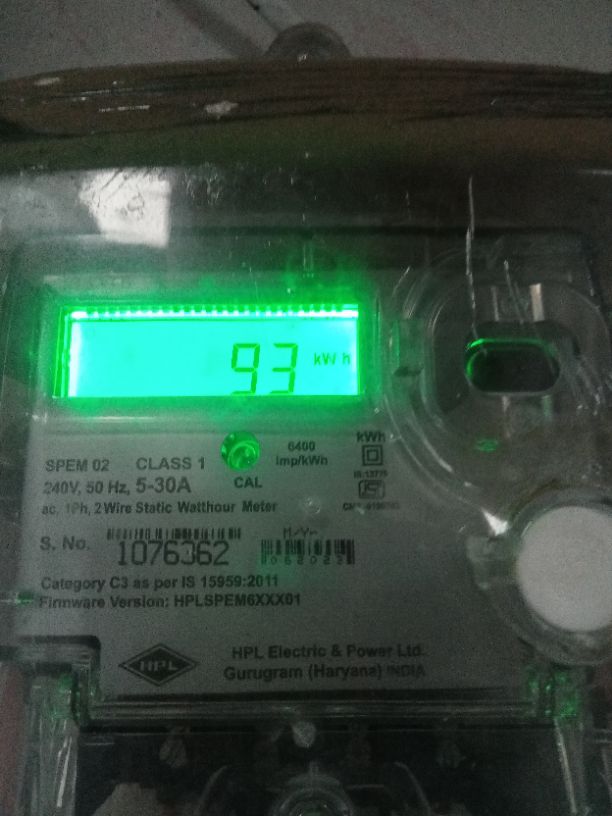 93 kWh
SPEM 02 CLASS 1
240V, 50 Hz, 5-30A
CAL
6400
imp/kWh
kWh
ac, 1Ph, 2 Wire Static Watthour Meter
S. No.
1076362
M/Yr
062023
Category C3 as per IS 15959:2011
Firmware Version: HPLSPEM6XXX01
HPL
HPL Electric & Power Ltd.
Gurugram (Haryana) INDIA